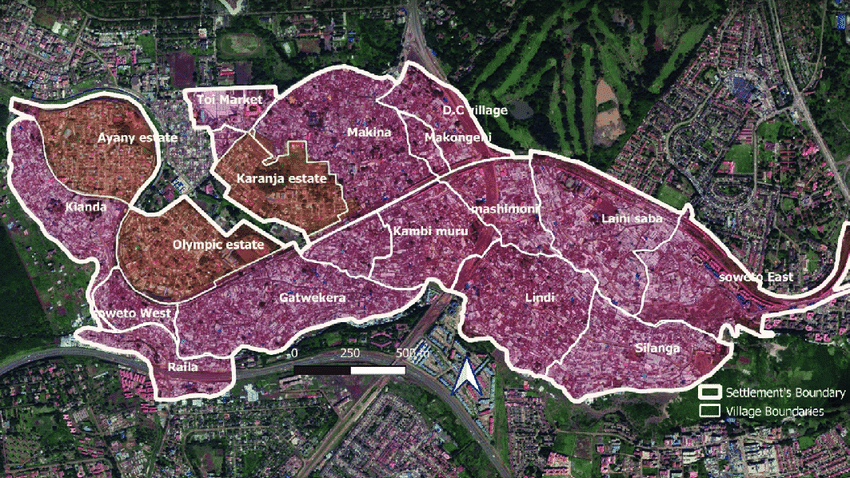 Toi Market
D.C village
Ayany estate
Makina
Makongeni
Karanja estate
Kianda
mashimoni
Laini saba
Kambi muru
Olympic estate
soweto East
Gatwekera
Lindi
soweto West
Silanga
Raila
0 250 500 m
Settlement's Boundary
Village Boundaries